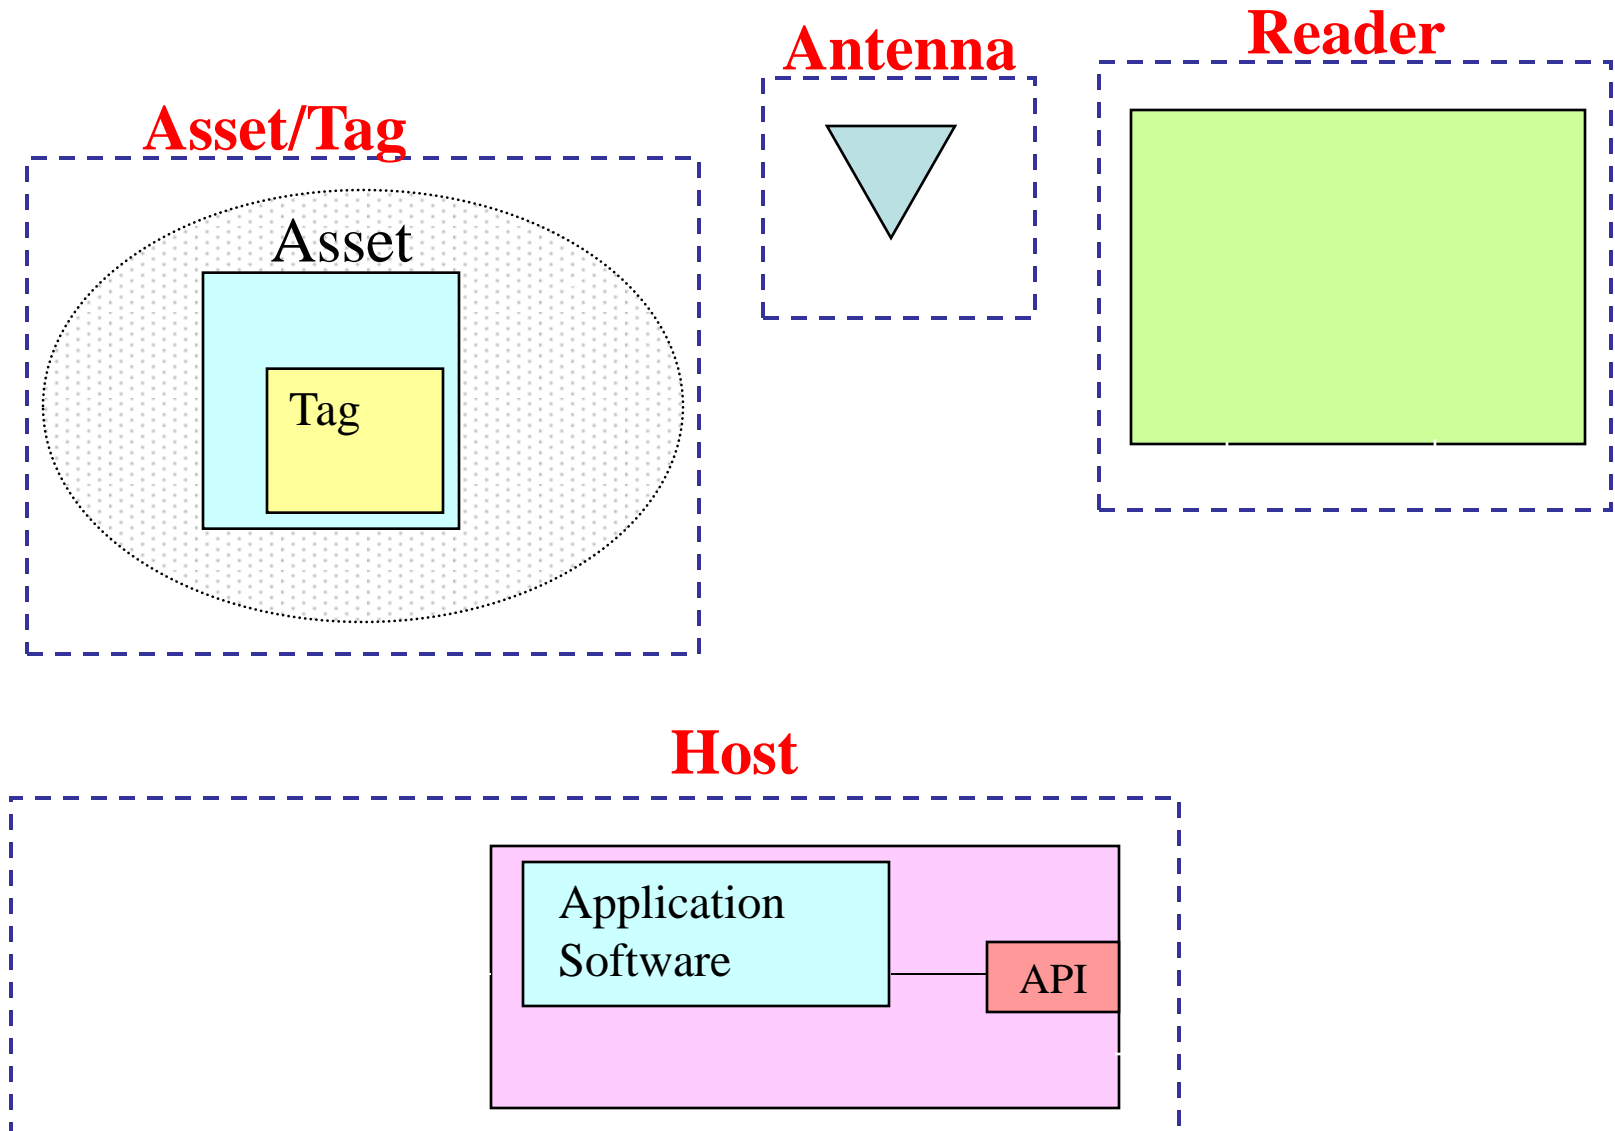 Antenna
Reader
Asset/Tag
Asset
Tag
Host
Application
Software
API